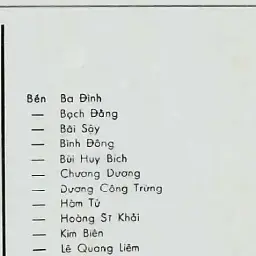 Bến Ba Đình
— Bạch Đằng
— Bãi Sậy
— Bình Đông
— Bùi Huy Bích
— Chương Dương
— Dương Công Trừng
— Hàm Tử
— Hoàng Sĩ Khải
— Kim Biên
— Lê Quang Liêm